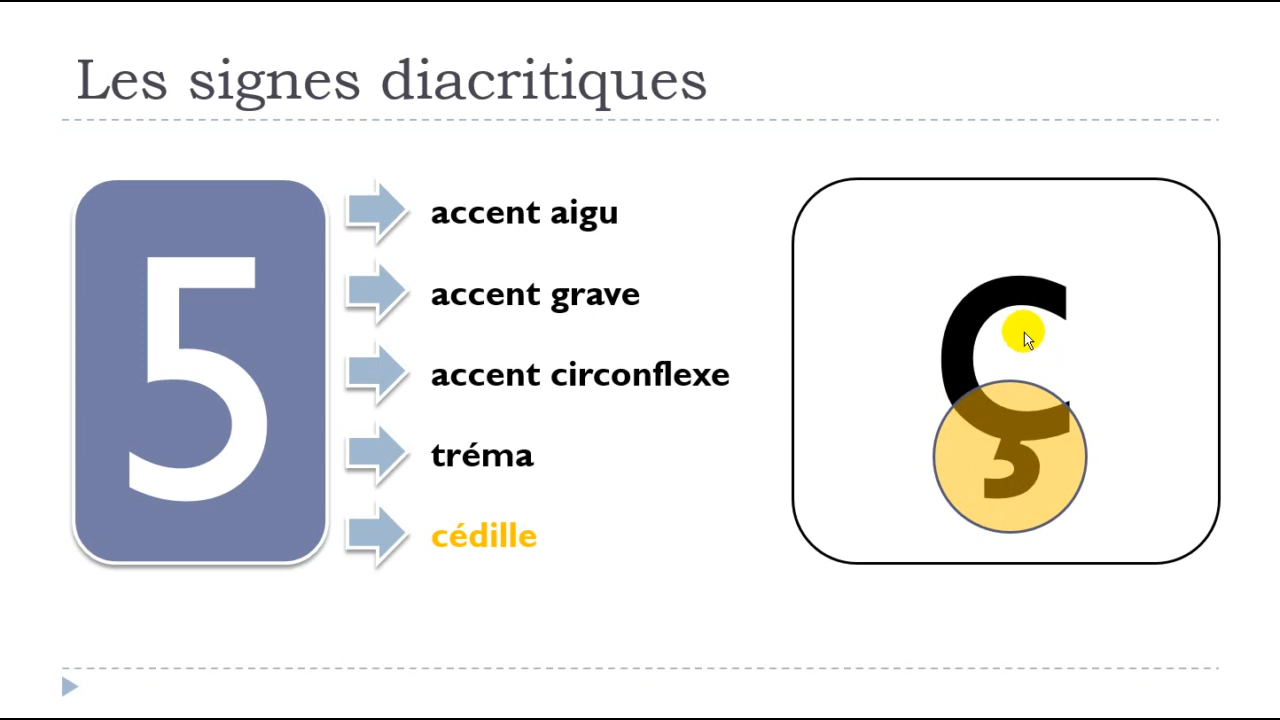 Les signes diacritiques
5
accent aigu
accent grave
accent circonflexe
tréma
cédille
ç